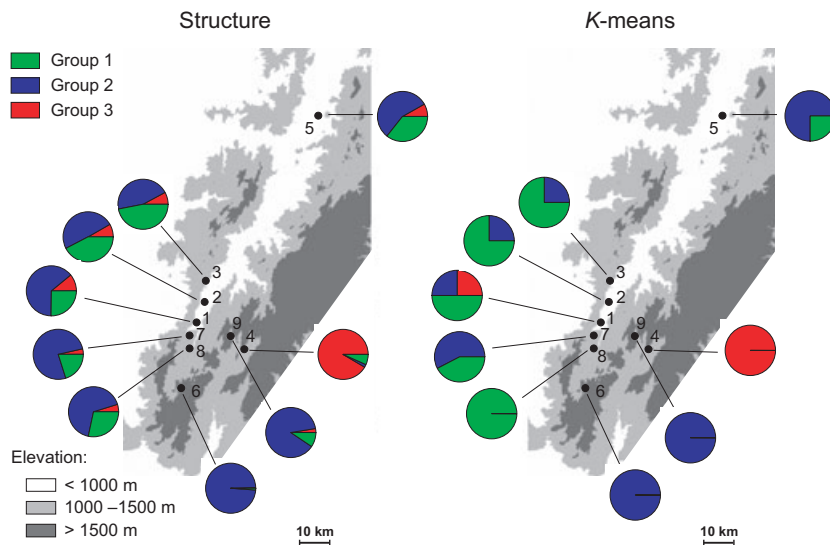 Structure
K-means
Group 1
Group 2
Group 3
5
3
2
1
7
8
9
4
6
5
3
2
1
7
8
9
4
6
Elevation:
< 1000 m
1000 –1500 m
> 1500 m
10 km
10 km